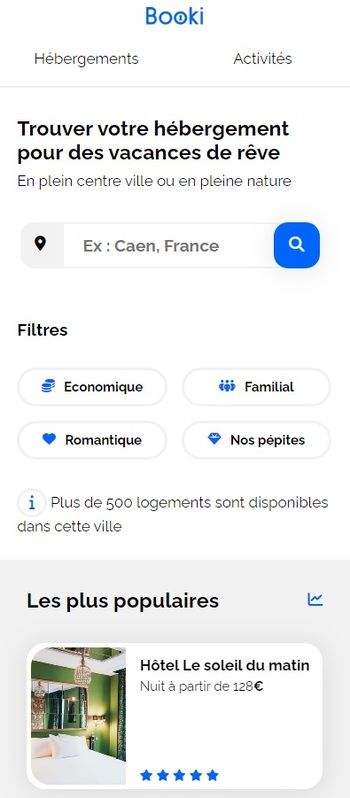 Booki
Hébergements
Activités
Trouver votre hébergement
pour des vacances de rêve
En plein centre ville ou en pleine nature
Ex : Caen, France
Filtres
Economique
Familial
Romantique
Nos pépites
i Plus de 500 logements sont disponibles
dans cette ville
Les plus populaires
Hôtel Le soleil du matin
Nuit à partir de 128€